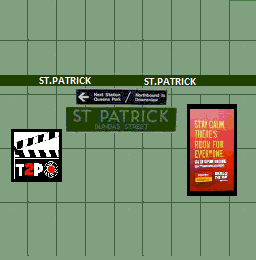 ST.PATRICK ST.PATRICK
Next Station Queens Park
Northbound to Downsview
ST PATRICK
DUNDAS STREET
STAY CALM.
THERE'S
ROOM FOR
EVERYONE.
T2PO